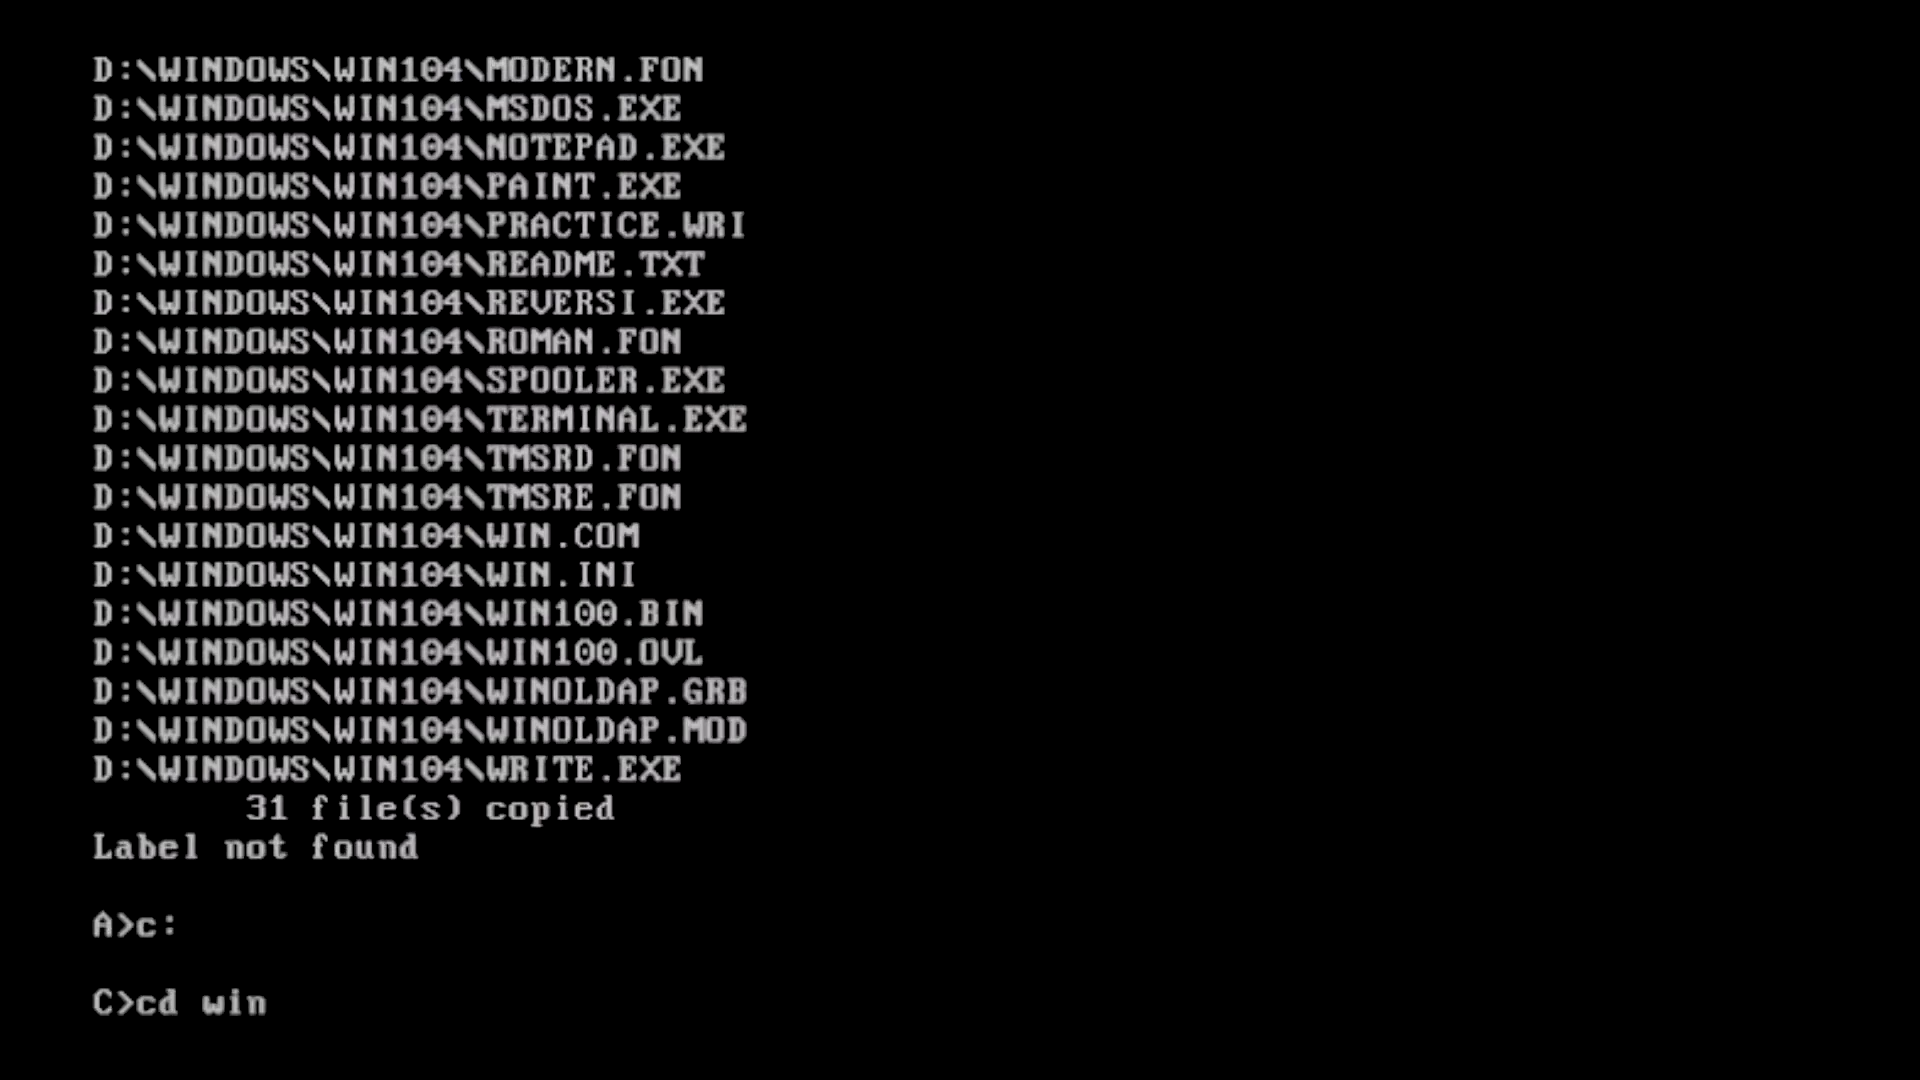 D:\WINDOWS\WIN104\MODERN.FON
D:\WINDOWS\WIN104\MSDOS.EXE
D:\WINDOWS\WIN104\NOTEPAD.EXE
D:\WINDOWS\WIN104\PAINT.EXE
D:\WINDOWS\WIN104\PRACTICE.WRI
D:\WINDOWS\WIN104\README.TXT
D:\WINDOWS\WIN104\REVERSI.EXE
D:\WINDOWS\WIN104\ROMAN.FON
D:\WINDOWS\WIN104\SPOOLER.EXE
D:\WINDOWS\WIN104\TERMINAL.EXE
D:\WINDOWS\WIN104\TMSRD.FON
D:\WINDOWS\WIN104\TMSRE.FON
D:\WINDOWS\WIN104\WIN.COM
D:\WINDOWS\WIN104\WIN.INI
D:\WINDOWS\WIN104\WIN100.BIN
D:\WINDOWS\WIN104\WIN100.OVL
D:\WINDOWS\WIN104\WINOLDAP.GRB
D:\WINDOWS\WIN104\WINOLDAP.MOD
D:\WINDOWS\WIN104\WRITE.EXE
31 file(s) copied
Label not found
A>c:
C>cd win